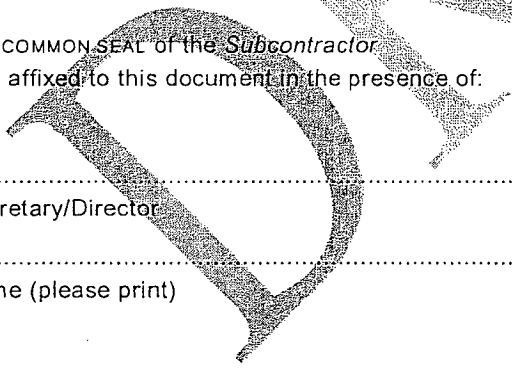 COMMON SEAL of the Subcontractor
affixed to this document in the presence of:
retary/Director
ne (please print)